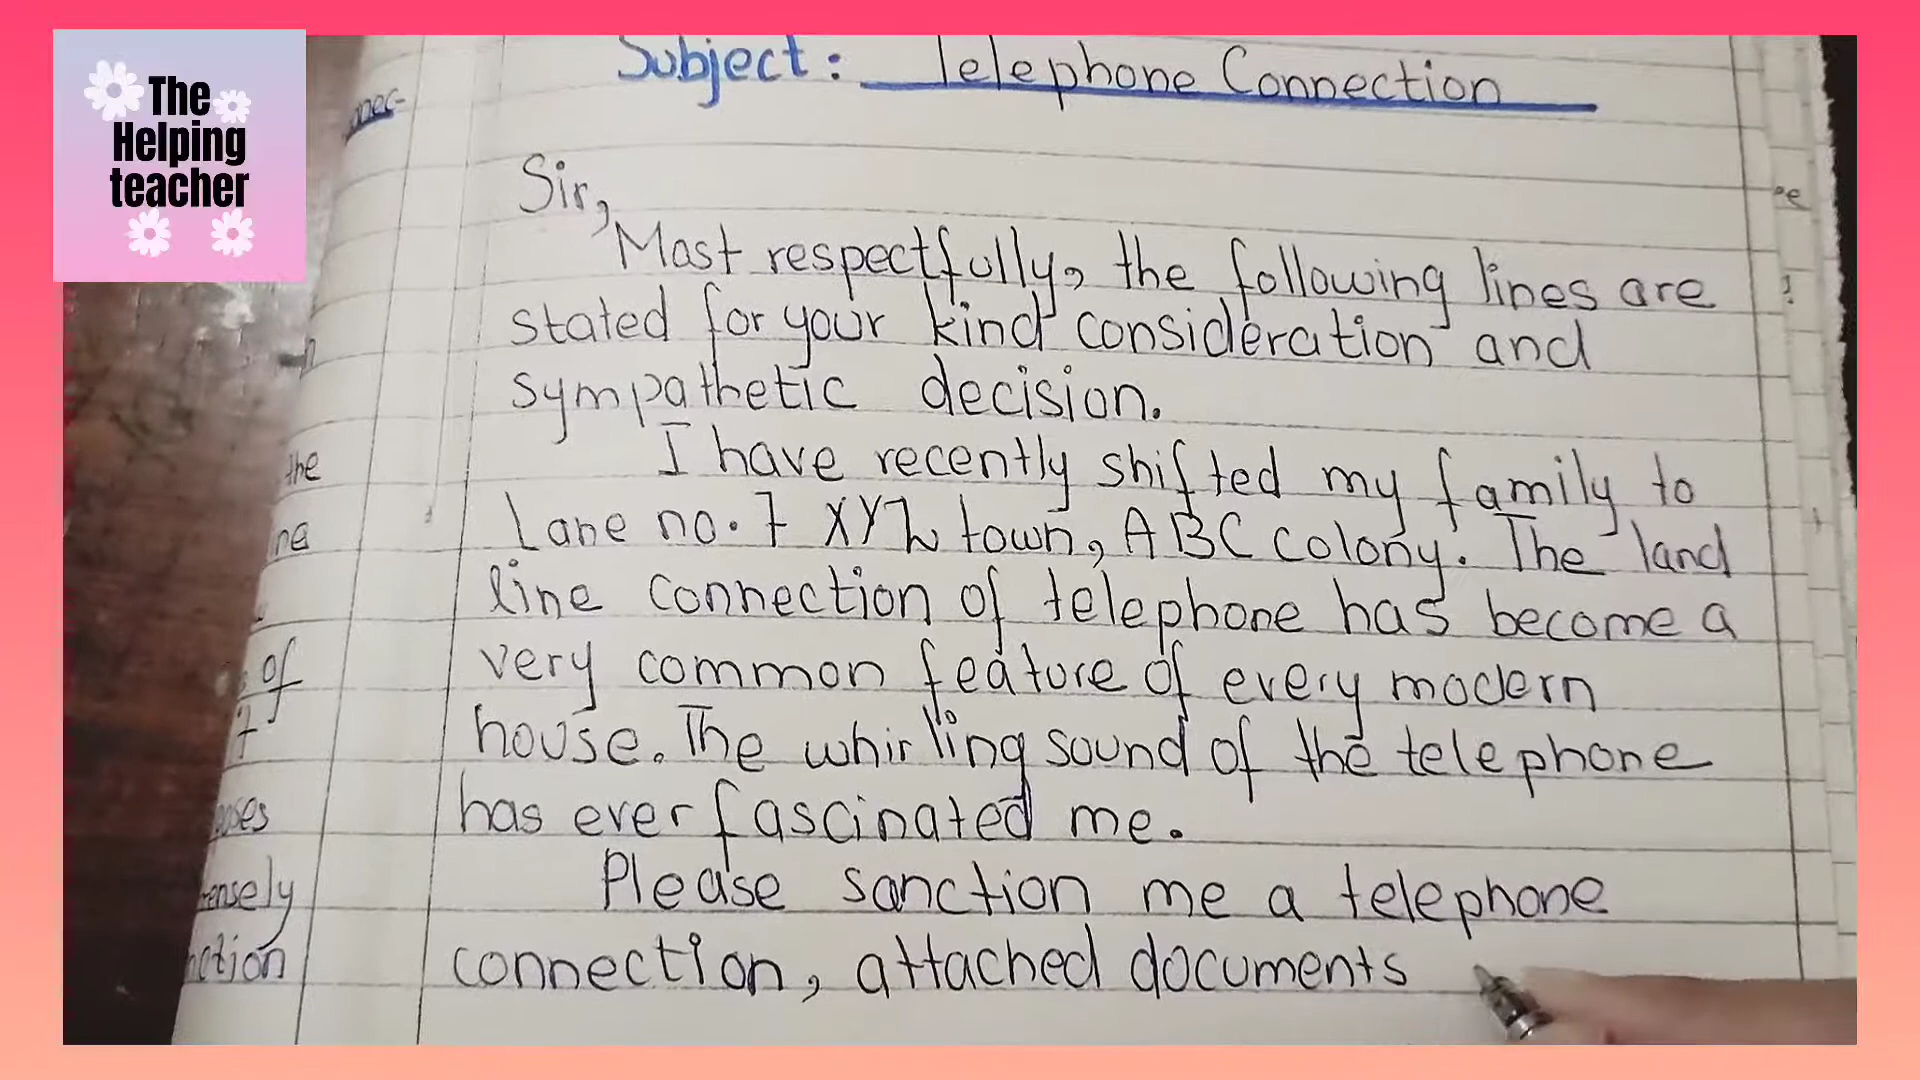 The
Helping
teacher
Subject: Telephone Connection
Sir,
Most respectfully, the following lines are
stated for your kind consideration and
sympathetic decision.
I have recently shifted my family to
Lane no. 7 XYZ town, ABC colony. The land
line connection of telephone has become a
very common feature of every modern
house. The whirling sound of the telephone
has ever fascinated me.
Please sanction me a telephone
connection, attached documents
the
of